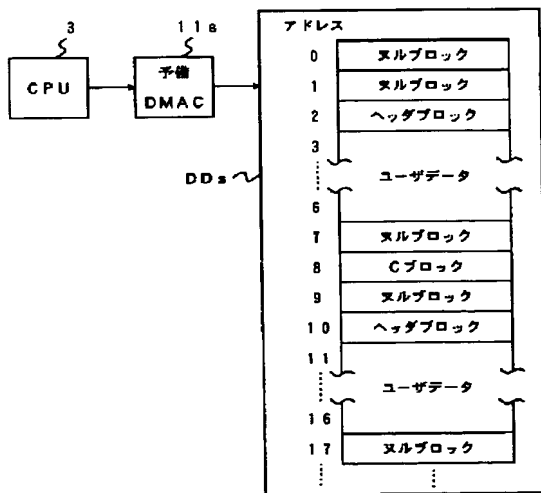 3
11s
CPU
予備
DMAC
DDs
アドレス
0 ヌルブロック
1 ヌルブロック
2 ヘッダブロック
3
ユーザデータ
6
7 ヌルブロック
8 Cブロック
9 ヌルブロック
10 ヘッダブロック
11
ユーザデータ
16
17 ヌルブロック